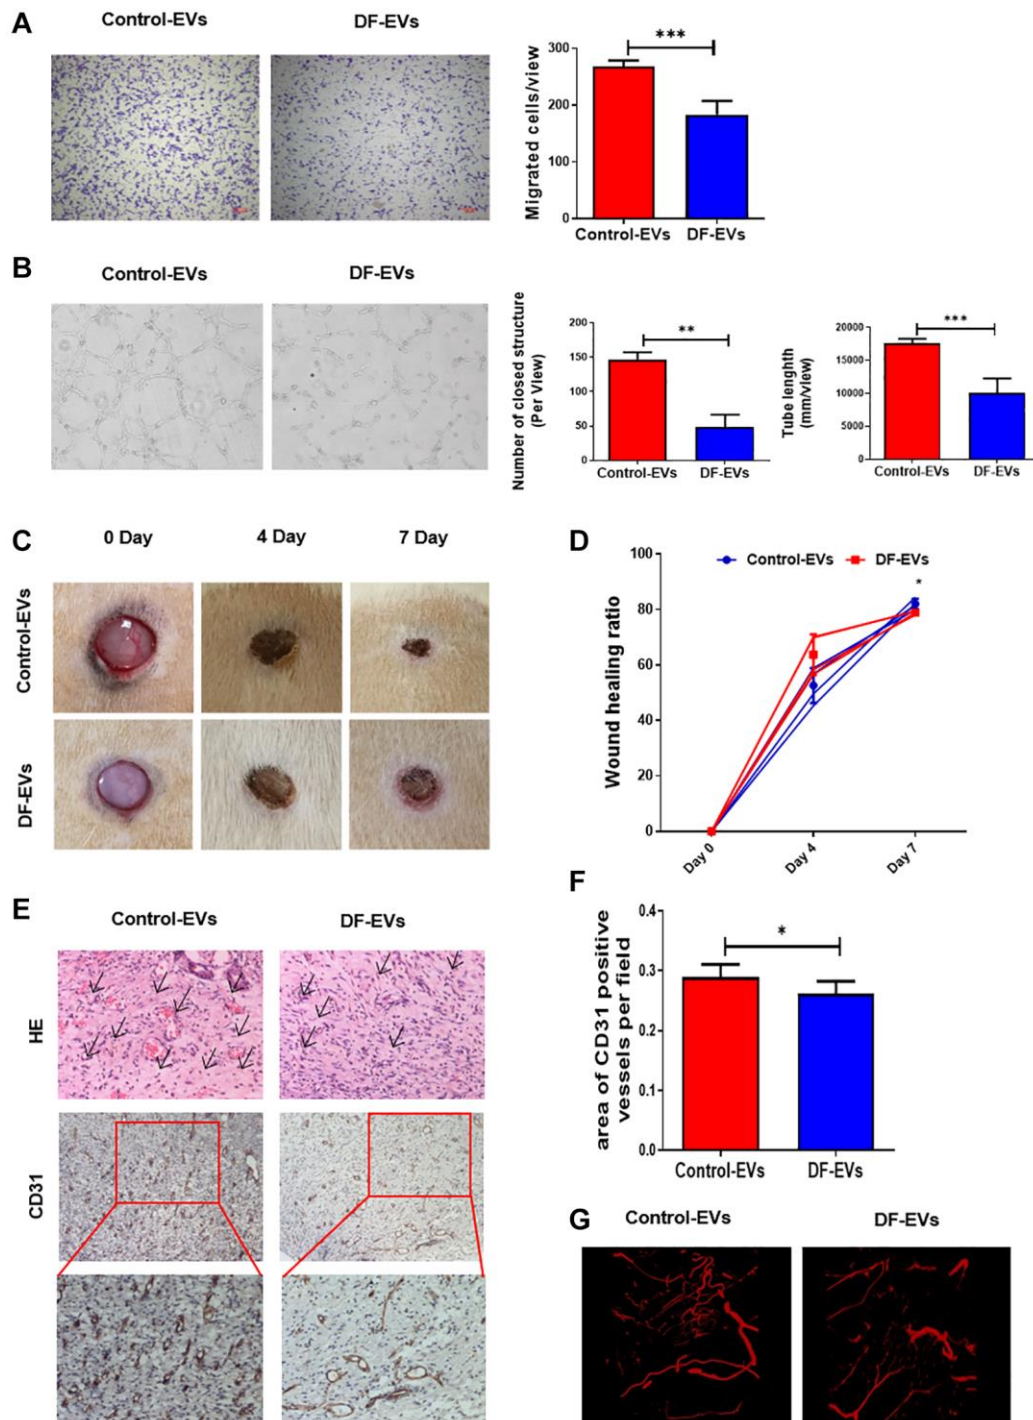 A
Control-EVs
DF-EVs
***
Migrated cells/view
300
200
100
0
Control-EVs
DF-EVs
B
Control-EVs
DF-EVs
Number of closed structure
(Per View)
200
150
100
50
0
**
Control-EVs
DF-EVs
Tube lenghth
(mm/view)
20000
15000
10000
5000
0
***
Control-EVs
DF-EVs
C
0 Day
4 Day
7 Day
Control-EVs
DF-EVs
D
Wound healing ratio
100
80
60
40
20
0
Control-EVs
DF-EVs
*
Day 0
Day 4
Day 7
E
Control-EVs
DF-EVs
HE
CD31
F
area of CD31 positive
vessels per field
0.4
0.3
0.2
0.1
0.0
*
Control-EVs
DF-EVs
G
Control-EVs
DF-EVs